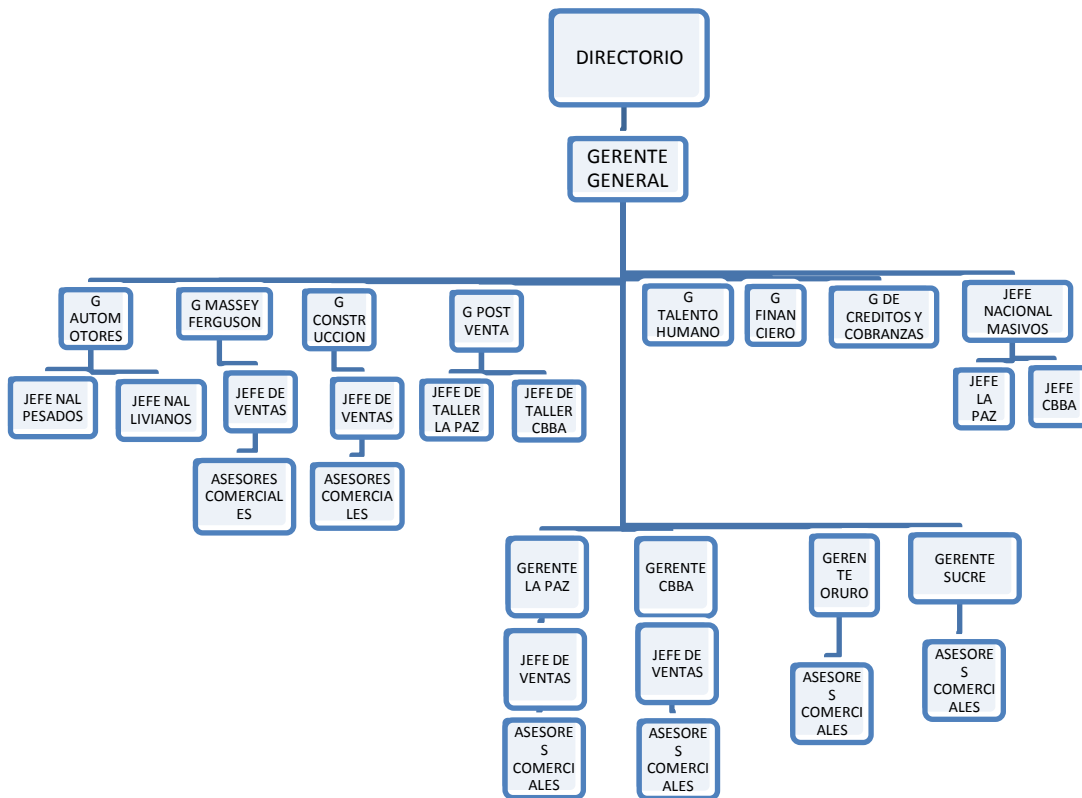 DIRECTORIO
GERENTE
GENERAL
G
AUTOM
OTORES
G MASSEY
FERGUSON
G
CONSTR
UCCION
G POST
VENTA
G
TALENTO
HUMANO
G
FINAN
CIERO
G DE
CREDITOS Y
COBRANZAS
JEFE
NACIONAL
MASIVOS
JEFE NAL
PESADOS
JEFE NAL
LIVIANOS
JEFE DE
VENTAS
JEFE DE
VENTAS
JEFE DE
TALLER
LA PAZ
JEFE DE
TALLER
CBBA
JEFE
LA
PAZ
JEFE
CBBA
ASESORES
COMERCIAL
ES
ASESORES
COMERCIA
LES
GERENTE
LA PAZ
GERENTE
CBBA
GEREN
TE
ORURO
GERENTE
SUCRE
JEFE DE
VENTAS
JEFE DE
VENTAS
ASESORE
S
COMERCI
ALES
ASESORE
S
COMERCI
ALES
ASESORE
S
COMERCI
ALES
ASESORE
S
COMERCI
ALES